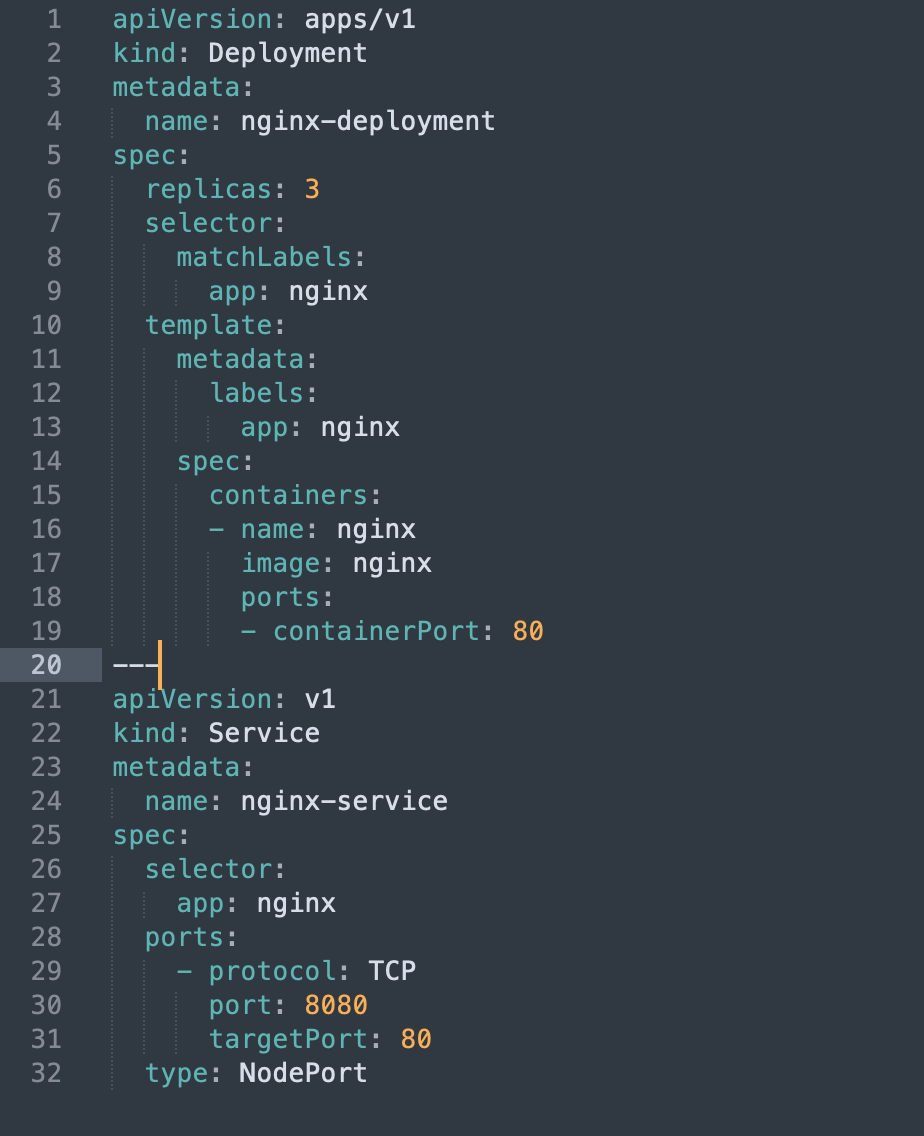 1 apiVersion: apps/v1
2 kind: Deployment
3 metadata:
4   name: nginx-deployment
5 spec:
6   replicas: 3
7   selector:
8     matchLabels:
9       app: nginx
10   template:
11     metadata:
12       labels:
13         app: nginx
14     spec:
15       containers:
16       - name: nginx
17         image: nginx
18         ports:
19         - containerPort: 80
20 ---
21 apiVersion: v1
22 kind: Service
23 metadata:
24   name: nginx-service
25 spec:
26   selector:
27     app: nginx
28   ports:
29     - protocol: TCP
30       port: 8080
31       targetPort: 80
32   type: NodePort